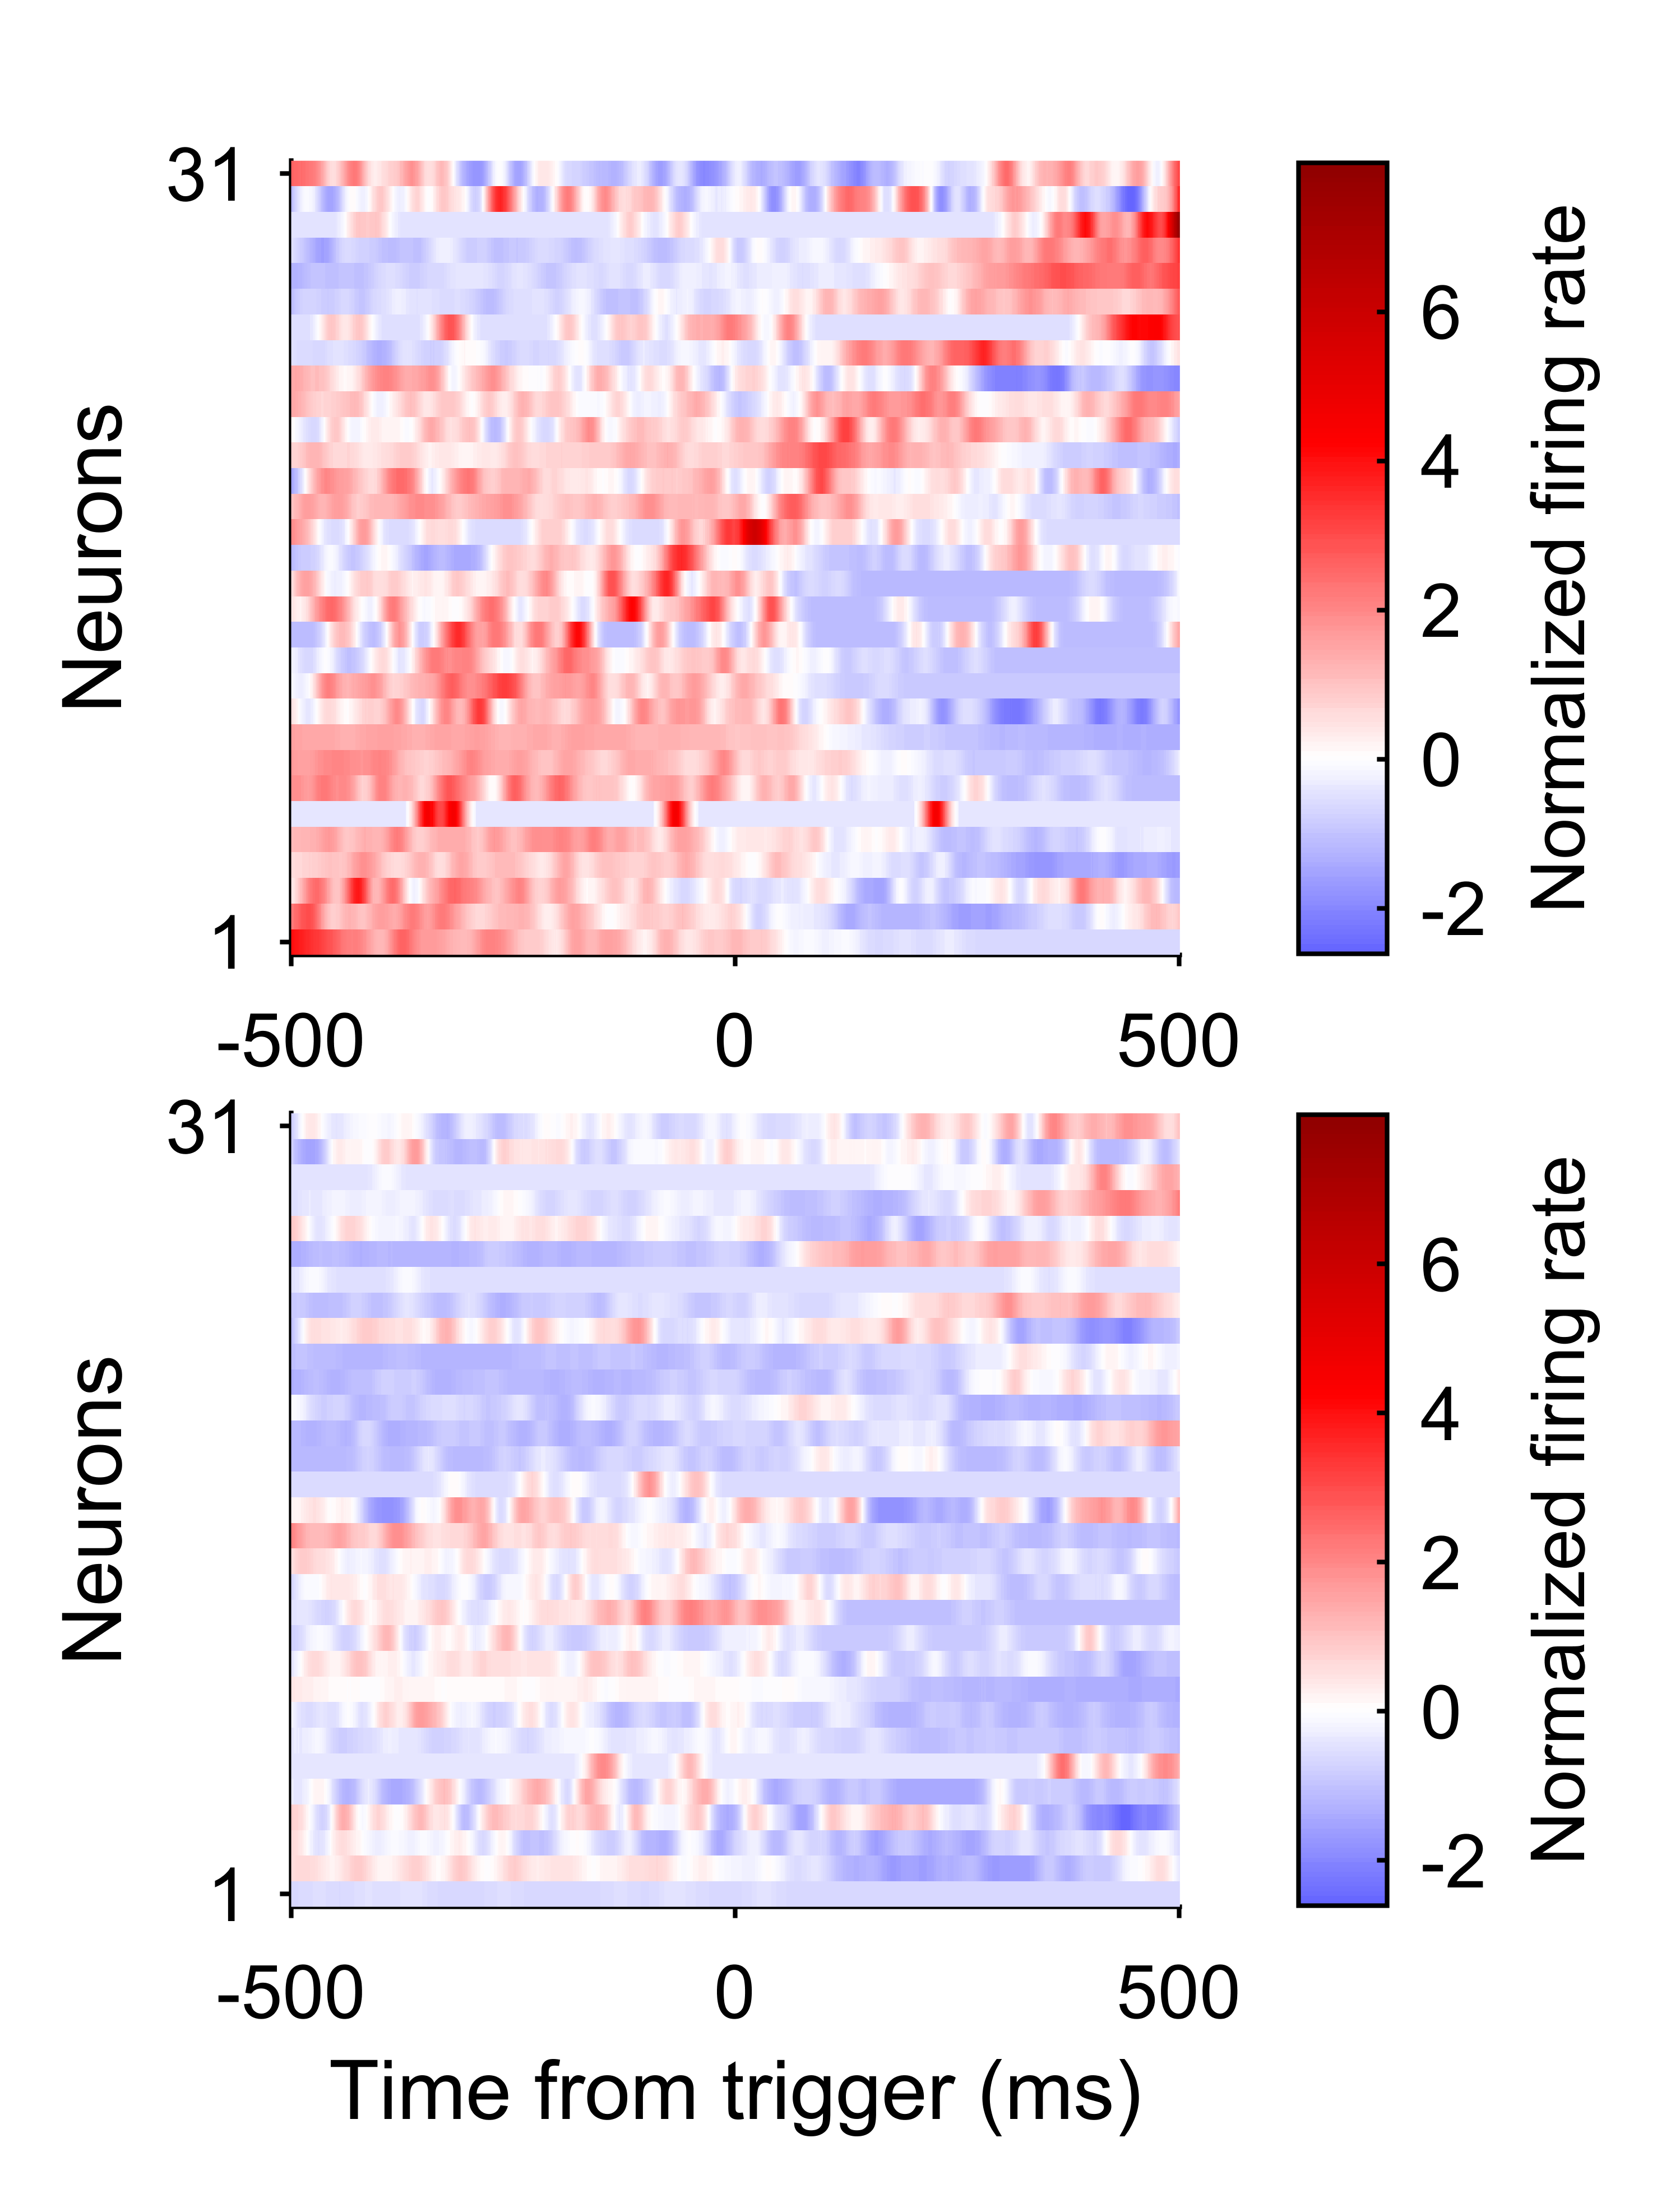 31
Neurons
1
-500 0 500
6
4
2
0
-2
Normalized firing rate
31
Neurons
1
-500 0 500
Time from trigger (ms)
6
4
2
0
-2
Normalized firing rate